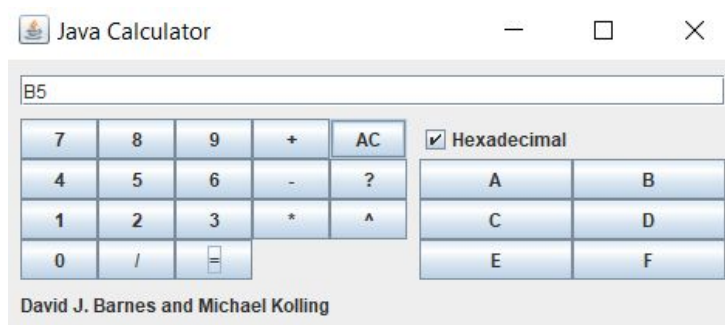 Java Calculator
B5
7 8 9 + AC Hexadecimal
4 5 6 - ? A B
1 2 3 * ^ C D
0 / = E F
David J. Barnes and Michael Kolling